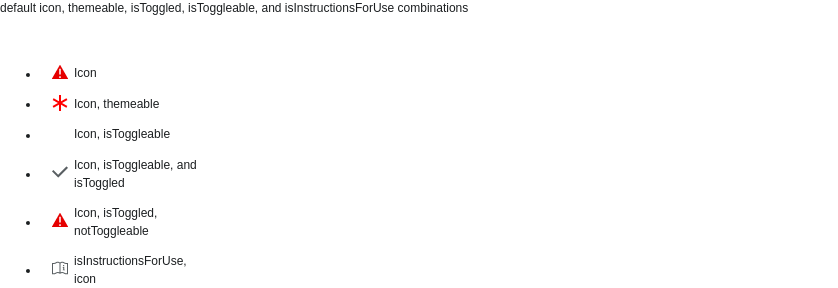 default icon, themeable, isToggled, isToggleable, and isInstructionsForUse combinations
Icon
Icon, themeable
Icon, isToggleable
Icon, isToggleable, and
isToggled
Icon, isToggled,
notToggleable
isInstructionsForUse,
icon